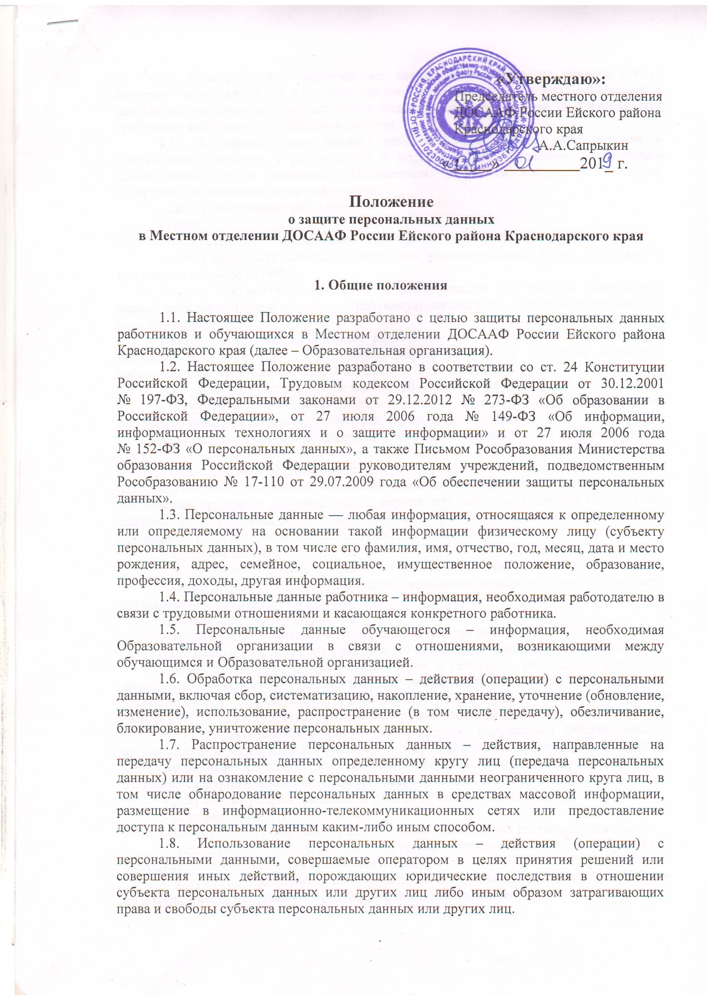 «Утверждаю»:
Председатель местного отделения
ДОСААФ России Ейского района
Краснодарского края
А.А.Сапрыкин
«09» 01 2019 г.
Положение
о защите персональных данных
в Местном отделении ДОСААФ России Ейского района Краснодарского края
1. Общие положения
1.1. Настоящее Положение разработано с целью защиты персональных данных
работников и обучающихся в Местном отделении ДОСААФ России Ейского района
Краснодарского края (далее – Образовательная организация).
1.2. Настоящее Положение разработано в соответствии со ст. 24 Конституции
Российской Федерации, Трудовым кодексом Российской Федерации от 30.12.2001
№ 197-ФЗ, Федеральными законами от 29.12.2012 № 273-ФЗ «Об образовании в
Российской Федерации», от 27 июля 2006 года № 149-ФЗ «Об информации,
информационных технологиях и о защите информации» и от 27 июля 2006 года
№ 152-ФЗ «О персональных данных», а также Письмом Рособразования Министерства
образования Российской Федерации руководителям учреждений, подведомственным
Рособразованию № 17-110 от 29.07.2009 года «Об обеспечении защиты персональных
данных».
1.3. Персональные данные — любая информация, относящаяся к определенному
или определяемому на основании такой информации физическому лицу (субъекту
персональных данных), в том числе его фамилия, имя, отчество, год, месяц, дата и место
рождения, адрес, семейное, социальное, имущественное положение, образование,
профессия, доходы, другая информация.
1.4. Персональные данные работника – информация, необходимая работодателю в
связи с трудовыми отношениями и касающаяся конкретного работника.
1.5. Персональные данные обучающегося – информация, необходимая
Образовательной организации в связи с отношениями, возникающими между
обучающимся и Образовательной организацией.
1.6. Обработка персональных данных – действия (операции) с персональными
данными, включая сбор, систематизацию, накопление, хранение, уточнение (обновление,
изменение), использование, распространение (в том числе передачу), обезличивание,
блокирование, уничтожение персональных данных.
1.7. Распространение персональных данных – действия, направленные на
передачу персональных данных определенному кругу лиц (передача персональных
данных) или на ознакомление с персональными данными неограниченного круга лиц, в
том числе обнародование персональных данных в средствах массовой информации,
размещение в информационно-телекоммуникационных сетях или предоставление
доступа к персональным данным каким-либо иным способом.
1.8. Использование персональных данных – действия (операции) с
персональными данными, совершаемые оператором в целях принятия решений или
совершения иных действий, порождающих юридические последствия в отношении
субъекта персональных данных или других лиц либо иным образом затрагивающих
права и свободы субъекта персональных данных или других лиц.